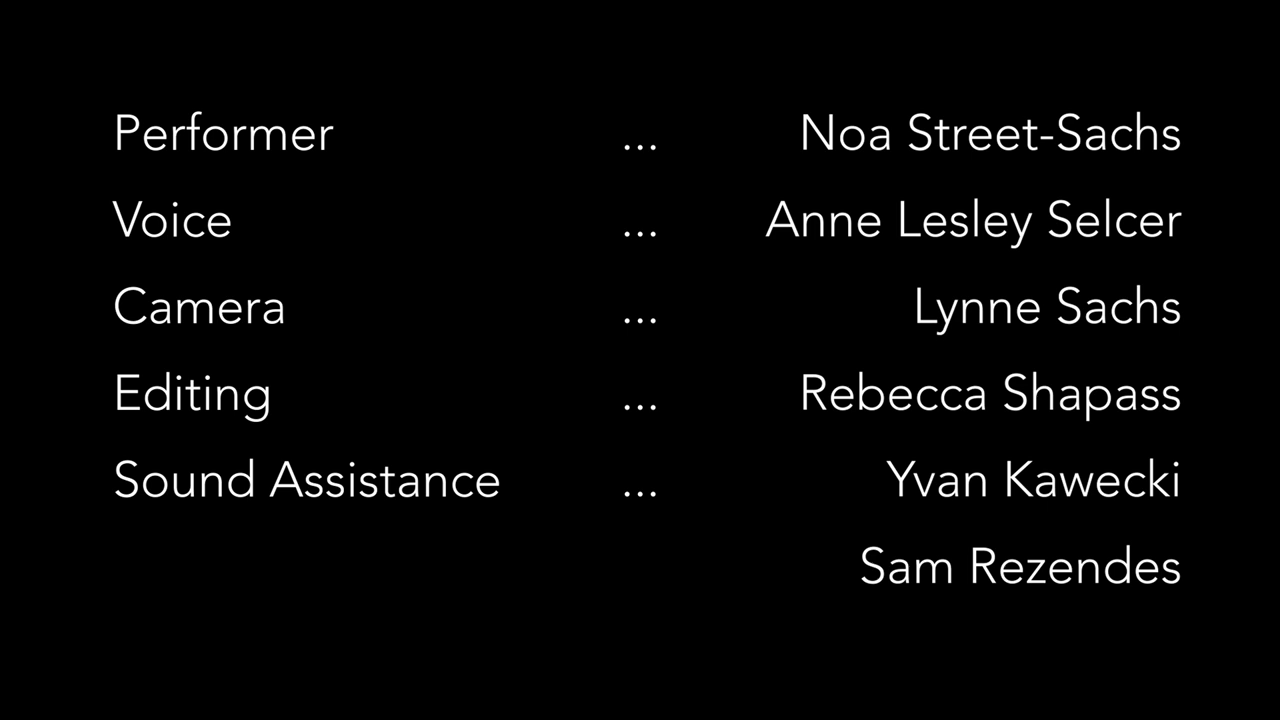 Performer ... Noa Street-Sachs
Voice ... Anne Lesley Selcer
Camera ... Lynne Sachs
Editing ... Rebecca Shapass
Sound Assistance ... Yvan Kawecki
Sam Rezendes